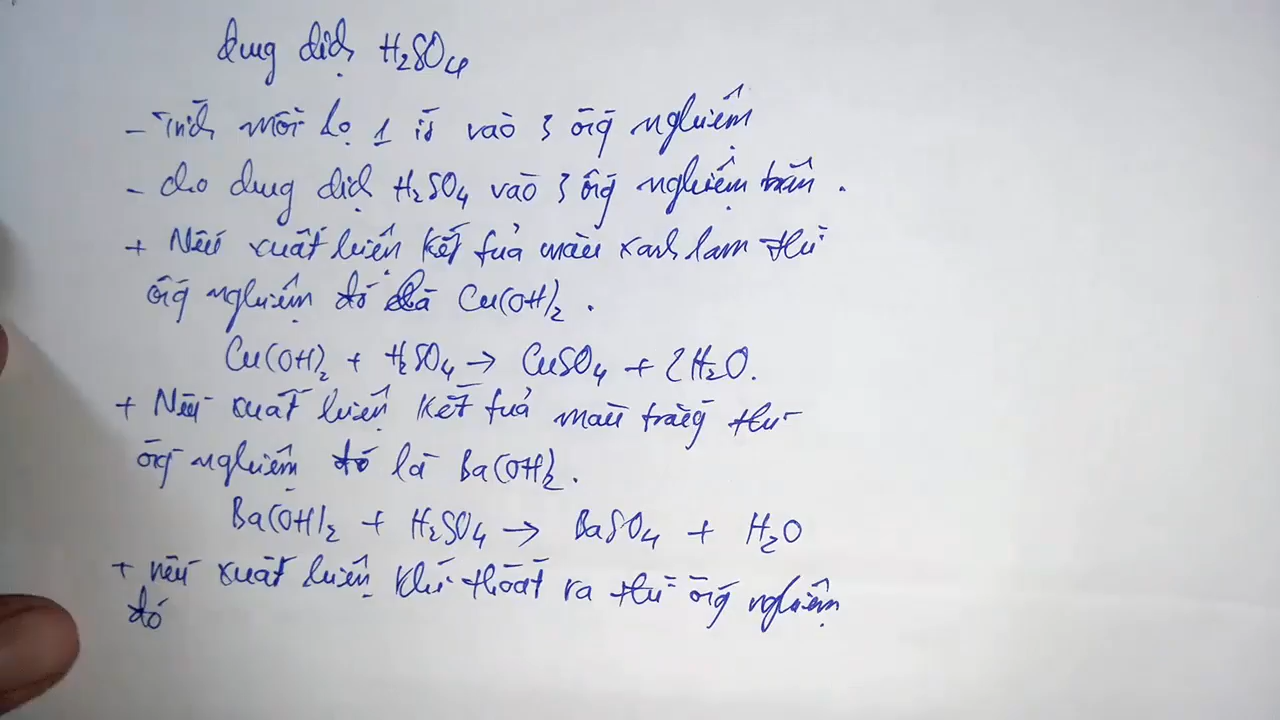 dung dịch H₂SO₄
- Trích mỗi lọ 1 ít vào 3 ống nghiệm
- cho dung dịch H₂SO₄ vào 3 ống nghiệm trên .
+ Nếu xuất hiện kết tủa màu xanh lam thì
ống nghiệm đó là Cu(OH)₂ .
Cu(OH)₂ + H₂SO₄ → CuSO₄ + 2H₂O.
+ Nếu xuất hiện kết tủa màu trắng thì
ống nghiệm đó là Ba(OH)₂.
Ba(OH)₂ + H₂SO₄ → BaSO₄ + H₂O
+ nếu xuất hiện khí thoát ra thì ống nghiệm
đó